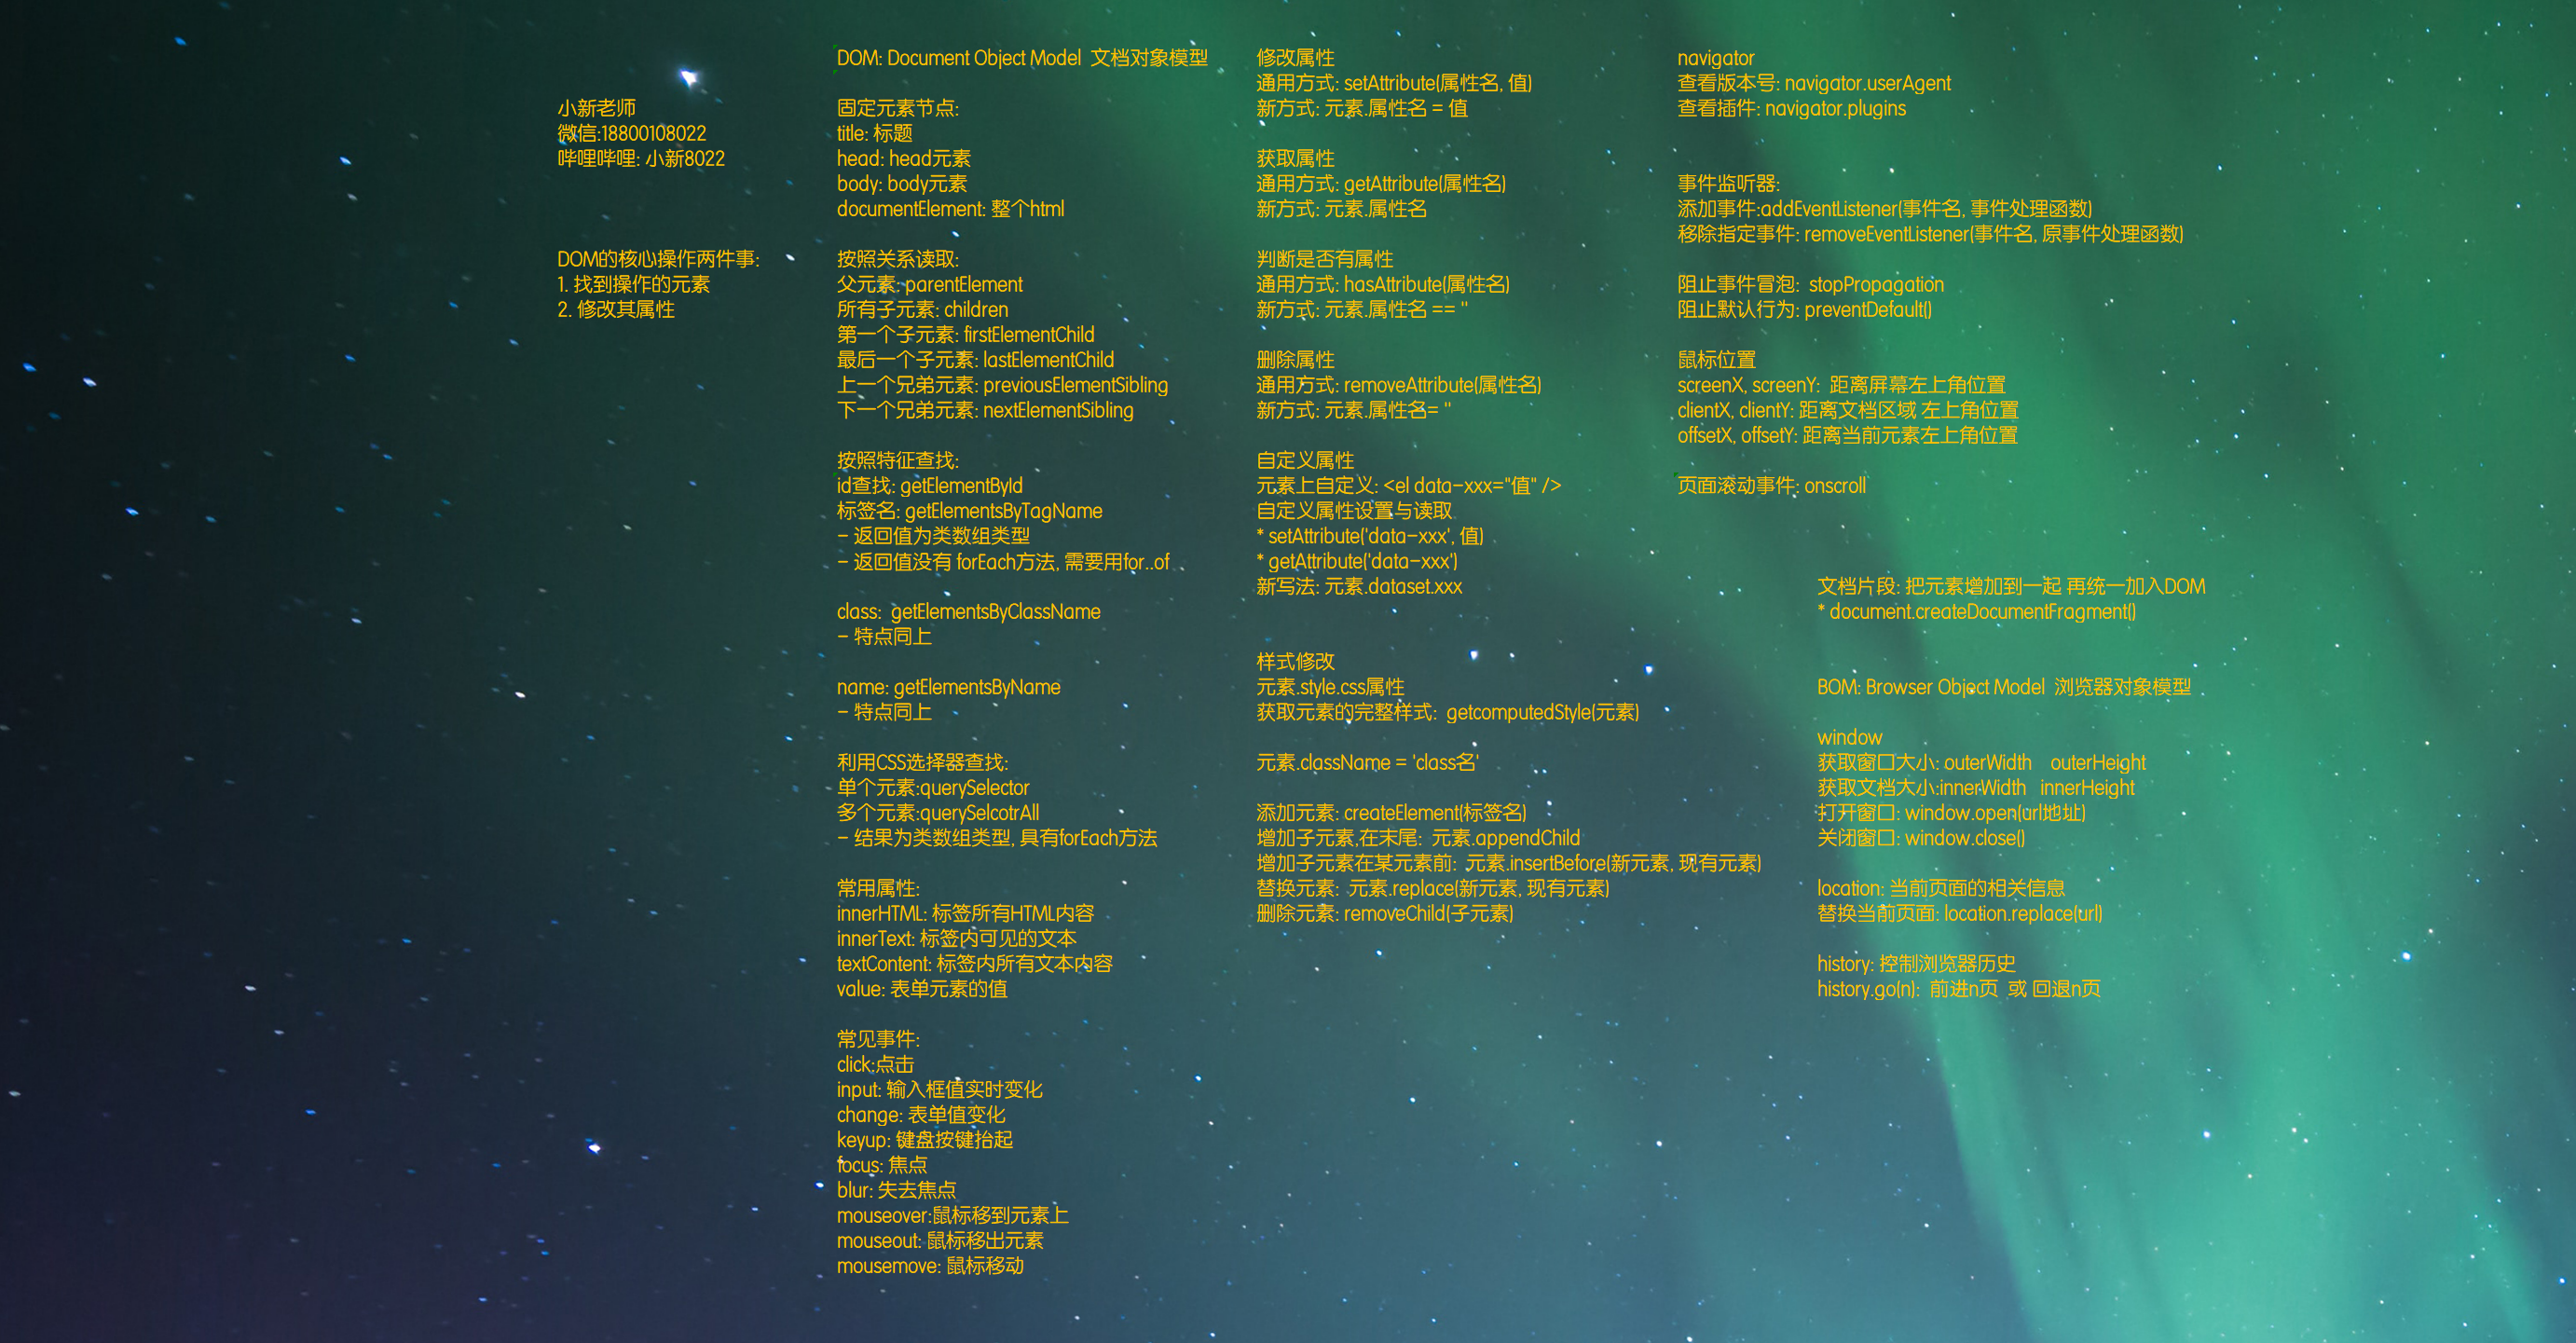 小新老师
微信:18800108022
哔哩哔哩: 小新8022
DOM的核心操作两件事:
1. 找到操作的元素
2. 修改其属性
DOM: Document Object Model 文档对象模型
固定元素节点:
title: 标题
head: head元素
body: body元素
documentElement: 整个html
按照关系读取:
父元素: parentElement
所有子元素: children
第一个子元素: firstElementChild
最后一个子元素: lastElementChild
上一个兄弟元素: previousElementSibling
下一个兄弟元素: nextElementSibling
按照特征查找:
id查找: getElementById
标签名: getElementsByTagName
- 返回值为类数组类型
- 返回值没有 forEach方法, 需要用for..of
class: getElementsByClassName
- 特点同上
name: getElementsByName
- 特点同上
利用CSS选择器查找:
单个元素:querySelector
多个元素:querySelcotrAll
- 结果为类数组类型, 具有forEach方法
常用属性:
innerHTML: 标签所有HTML内容
innerText: 标签内可见的文本
textContent: 标签内所有文本内容
value: 表单元素的值
常见事件:
click:点击
input: 输入框值实时变化
change: 表单值变化
keyup: 键盘按键抬起
focus: 焦点
blur: 失去焦点
mouseover:鼠标移到元素上
mouseout: 鼠标移出元素
mousemove: 鼠标移动
修改属性
通用方式: setAttribute(属性名, 值)
新方式: 元素.属性名 = 值
获取属性
通用方式: getAttribute(属性名)
新方式: 元素.属性名
判断是否有属性
通用方式: hasAttribute(属性名)
新方式: 元素.属性名 == ''
删除属性
通用方式: removeAttribute(属性名)
新方式: 元素.属性名= ''
自定义属性
元素上自定义: <el data-xxx="值" />
自定义属性设置与读取
* setAttribute('data-xxx', 值)
* getAttribute('data-xxx')
新写法: 元素.dataset.xxx
样式修改
元素.style.css属性
获取元素的完整样式: getcomputedStyle(元素)
元素.className = 'class名'
添加元素: createElement(标签名)
增加子元素,在末尾: 元素.appendChild
增加子元素在某元素前: 元素.insertBefore(新元素, 现有元素)
替换元素: 元素.replace(新元素, 现有元素)
删除元素: removeChild(子元素)
navigator
查看版本号: navigator.userAgent
查看插件: navigator.plugins
事件监听器:
添加事件:addEventListener(事件名, 事件处理函数)
移除指定事件: removeEventListener(事件名, 原事件处理函数)
阻止事件冒泡: stopPropagation
阻止默认行为: preventDefault()
鼠标位置
screenX, screenY: 距离屏幕左上角位置
clientX, clientY: 距离文档区域 左上角位置
offsetX, offsetY: 距离当前元素左上角位置
页面滚动事件: onscroll
文档片段: 把元素增加到一起 再统一加入DOM
* document.createDocumentFragment()
BOM: Browser Object Model 浏览器对象模型
window
获取窗口大小: outerWidth outerHeight
获取文档大小:innerWidth innerHeight
打开窗口: window.open(url地址)
关闭窗口: window.close()
location: 当前页面的相关信息
替换当前页面: location.replace(url)
history: 控制浏览器历史
history.go(n): 前进n页 或 回退n页